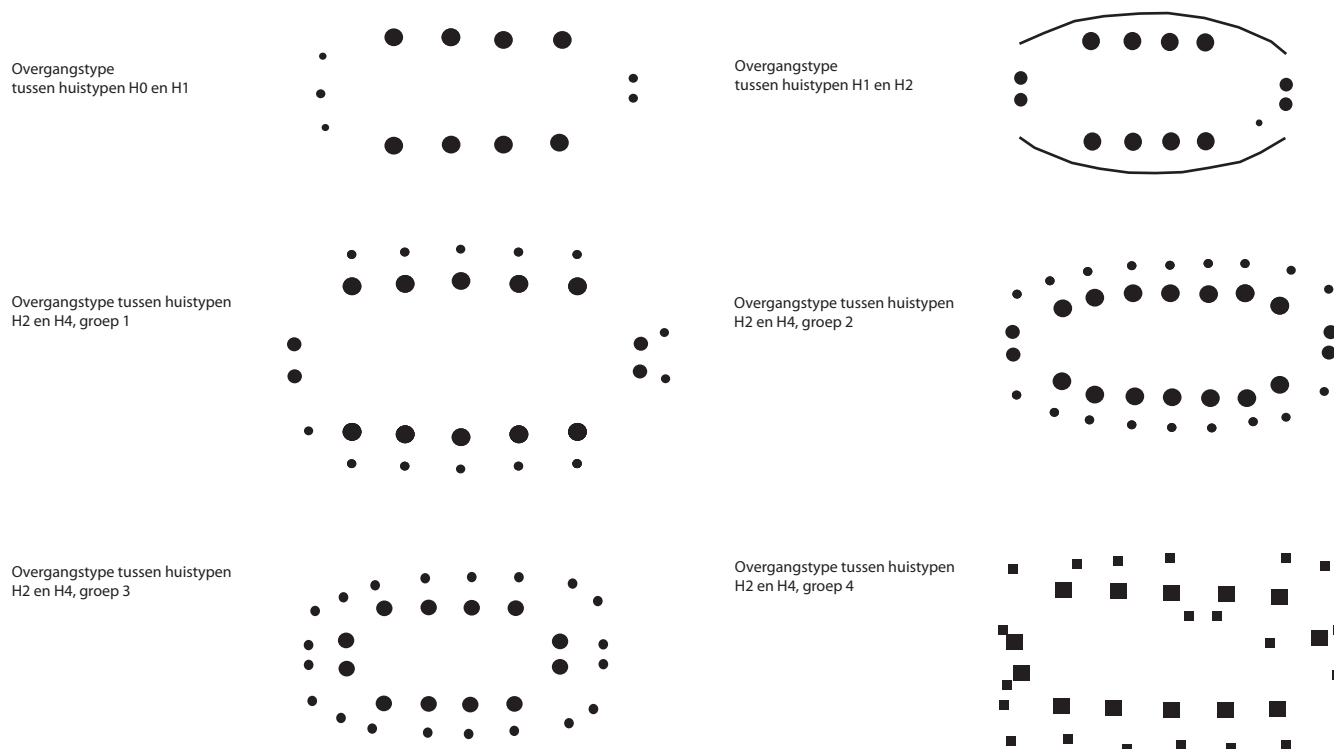 Overgangstype
tussen huistypen H0 en H1
Overgangstype
tussen huistypen H1 en H2
Overgangstype tussen huistypen
H2 en H4, groep 1
Overgangstype tussen huistypen
H2 en H4, groep 2
Overgangstype tussen huistypen
H2 en H4, groep 3
Overgangstype tussen huistypen
H2 en H4, groep 4